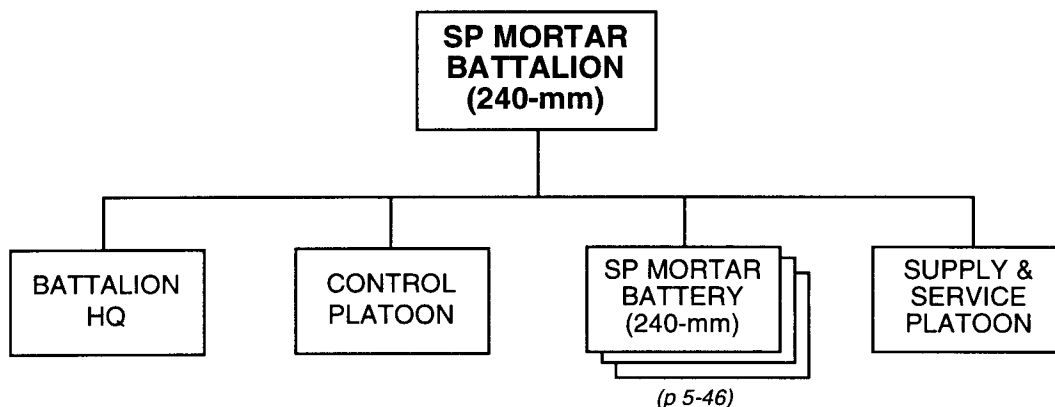 SP MORTAR
BATTALION
(240-mm)
BATTALION
HQ
CONTROL
PLATOON
SP MORTAR
BATTERY
(240-mm)
(p 5-46)
SUPPLY &
SERVICE
PLATOON